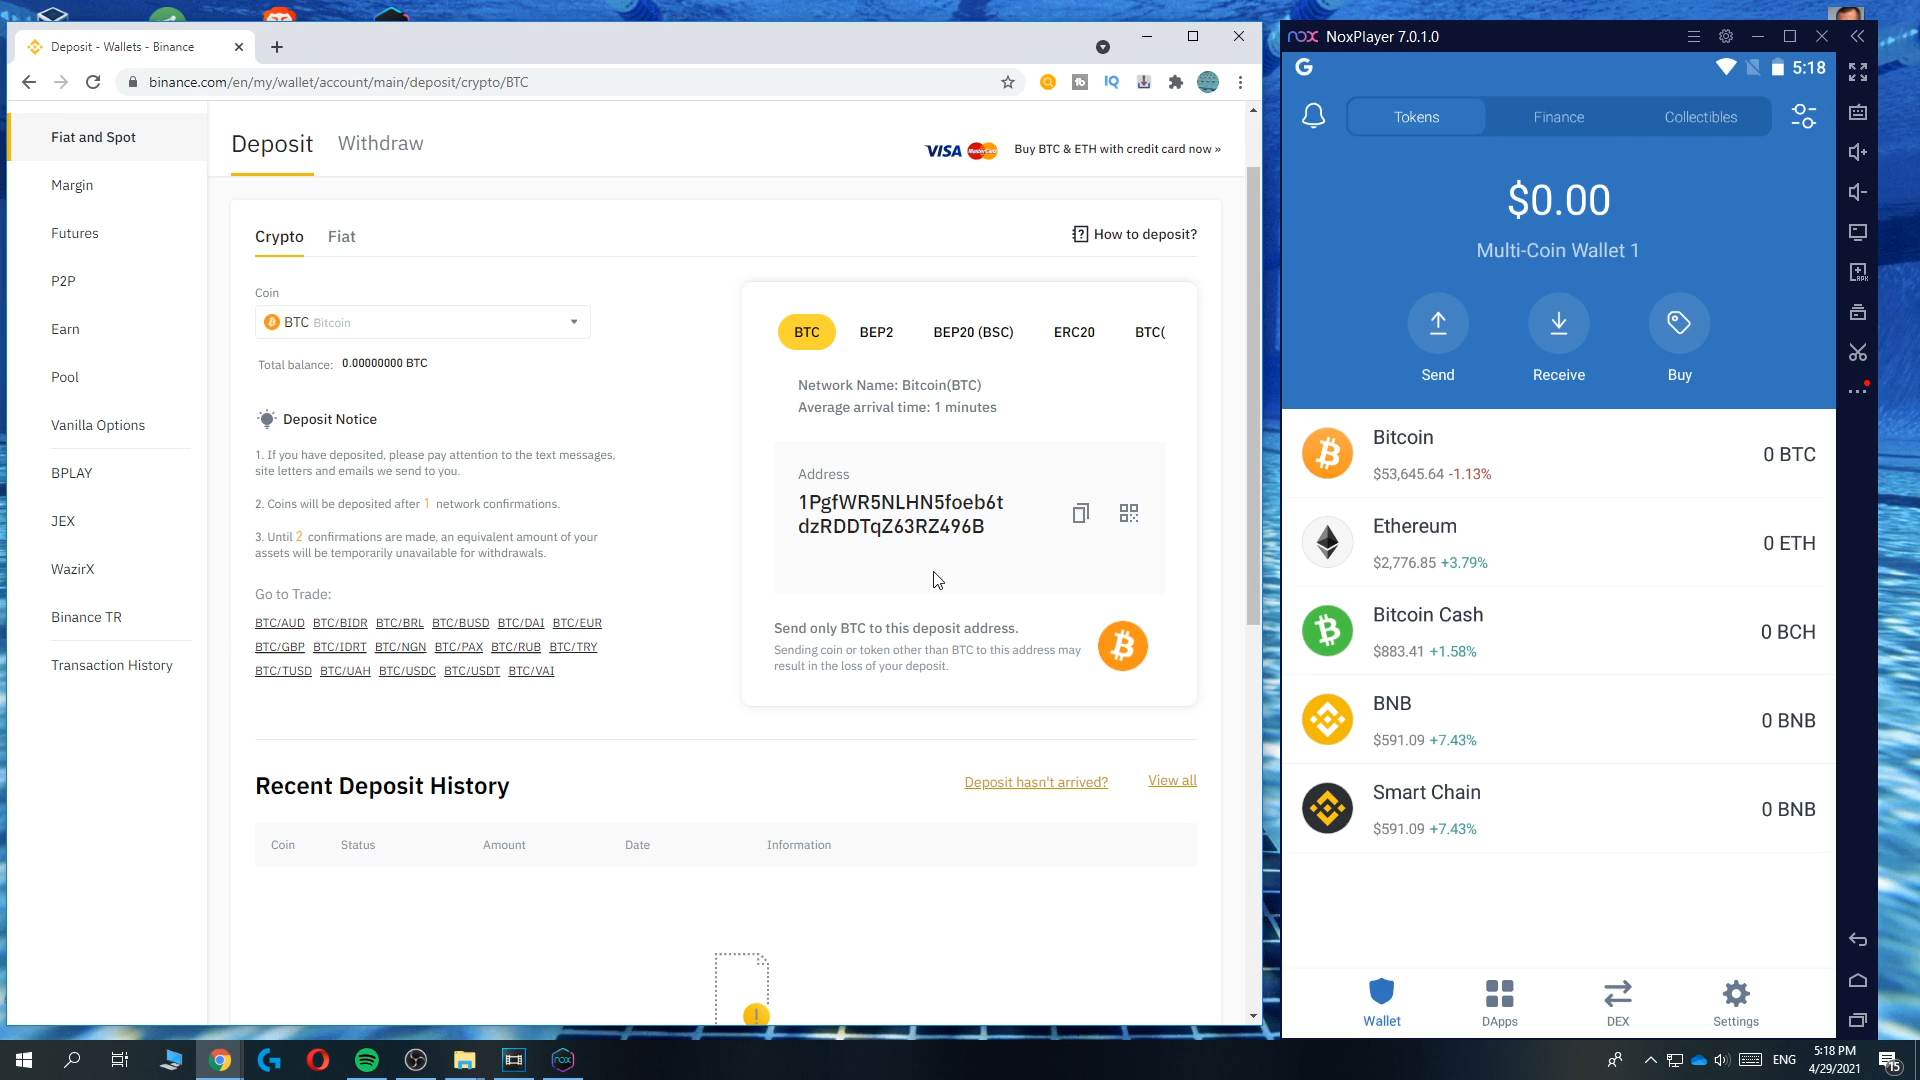 Deposit - Wallets - Binance
binance.com/en/my/wallet/account/main/deposit/crypto/BTC
IQ
Fiat and Spot
Margin
Futures
P2P
Earn
Pool
Vanilla Options
BPLAY
JEX
WazirX
Binance TR
Transaction History
Deposit
Withdraw
VISA
MasterCard
Buy BTC & ETH with credit card now »
Crypto
Fiat
How to deposit?
Coin
BTC Bitcoin
Total balance: 0.00000000 BTC
Deposit Notice
1. If you have deposited, please pay attention to the text messages,
site letters and emails we send to you.
2. Coins will be deposited after 1 network confirmations.
3. Until 2 confirmations are made, an equivalent amount of your
assets will be temporarily unavailable for withdrawals.
Go to Trade:
BTC/AUD BTC/BIDR BTC/BRL BTC/BUSD BTC/DAI BTC/EUR
BTC/GBP BTC/IDRT BTC/NGN BTC/PAX BTC/RUB BTC/TRY
BTC/TUSD BTC/UAH BTC/USDC BTC/USDT BTC/VAI
BTC BEP2 BEP20 (BSC) ERC20 BTC(
Network Name: Bitcoin(BTC)
Average arrival time: 1 minutes
Address
1PgfWR5NLHN5foeb6t
dzRDDTqZ63RZ496B
Send only BTC to this deposit address.
Sending coin or token other than BTC to this address may
result in the loss of your deposit.
Recent Deposit History
Deposit hasn't arrived?
View all
Coin Status Amount Date Information
nox NoxPlayer 7.0.1.0
G
5:18
Tokens
Finance
Collectibles
$0.00
Multi-Coin Wallet 1
Send
Receive
Buy
Bitcoin
0 BTC
$53,645.64 -1.13%
Ethereum
0 ETH
$2,776.85 +3.79%
Bitcoin Cash
0 BCH
$883.41 +1.58%
BNB
0 BNB
$591.09 +7.43%
Smart Chain
0 BNB
$591.09 +7.43%
Wallet
DApps
DEX
Settings
nox
ENG
5:18 PM
4/29/2021
15